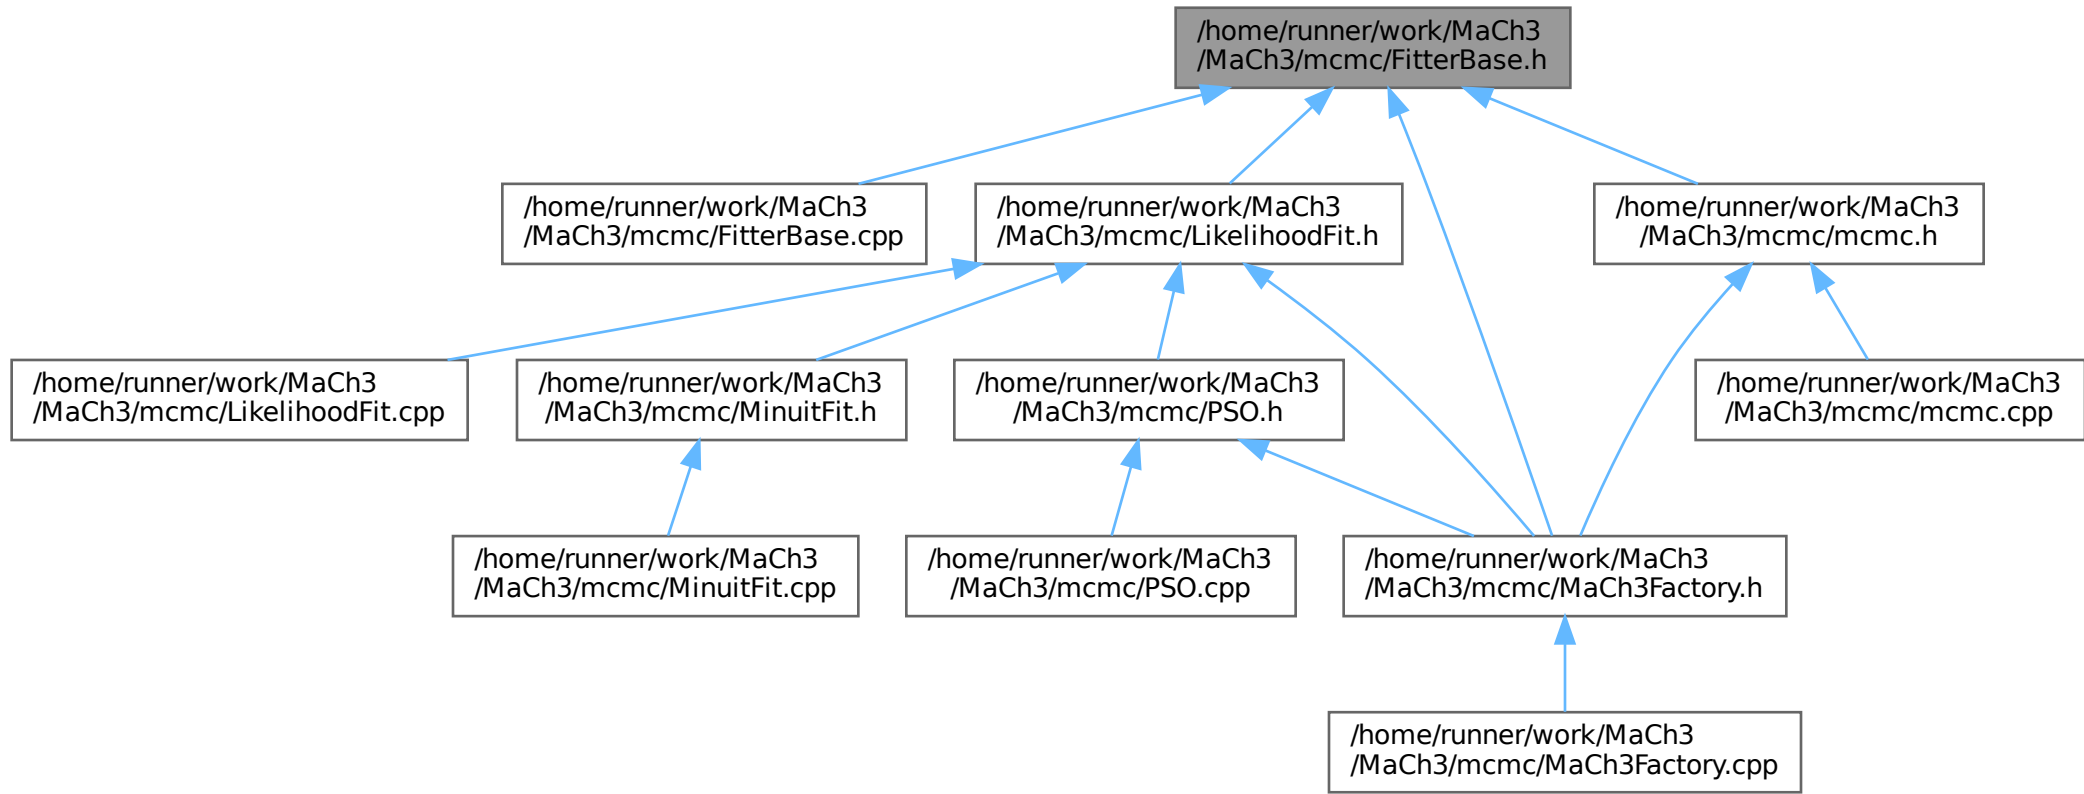 /home/runner/work/MaCh3
/MaCh3/mcmc/FitterBase.h
/home/runner/work/MaCh3
/MaCh3/mcmc/FitterBase.cpp
/home/runner/work/MaCh3
/MaCh3/mcmc/LikelihoodFit.h
/home/runner/work/MaCh3
/MaCh3/mcmc/mcmc.h
/home/runner/work/MaCh3
/MaCh3/mcmc/LikelihoodFit.cpp
/home/runner/work/MaCh3
/MaCh3/mcmc/MinuitFit.h
/home/runner/work/MaCh3
/MaCh3/mcmc/PSO.h
/home/runner/work/MaCh3
/MaCh3/mcmc/mcmc.cpp
/home/runner/work/MaCh3
/MaCh3/mcmc/MinuitFit.cpp
/home/runner/work/MaCh3
/MaCh3/mcmc/PSO.cpp
/home/runner/work/MaCh3
/MaCh3/mcmc/MaCh3Factory.h
/home/runner/work/MaCh3
/MaCh3/mcmc/MaCh3Factory.cpp